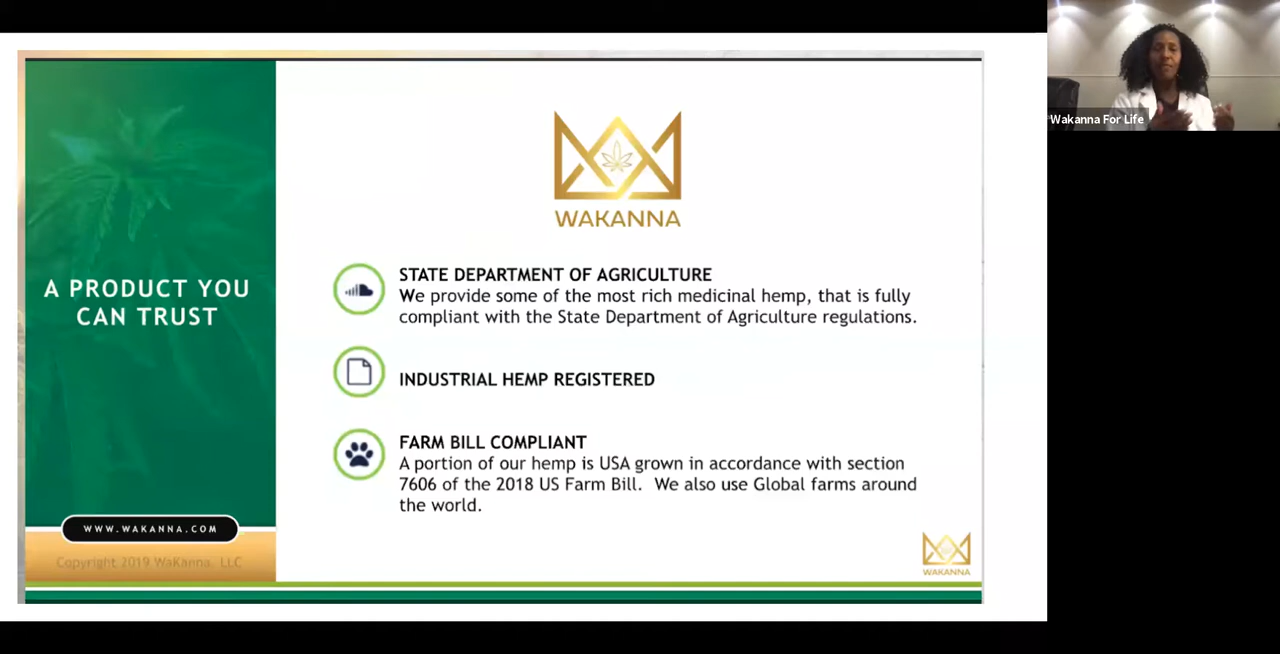 A PRODUCT YOU
CAN TRUST
WWW.WAKANNA.COM
Copyright 2019 WaKanna, LLC
WAKANNA
STATE DEPARTMENT OF AGRICULTURE
We provide some of the most rich medicinal hemp, that is fully
compliant with the State Department of Agriculture regulations.
INDUSTRIAL HEMP REGISTERED
FARM BILL COMPLIANT
A portion of our hemp is USA grown in accordance with section
7606 of the 2018 US Farm Bill. We also use Global farms around
the world.
WAKANNA
Wakanna For Life